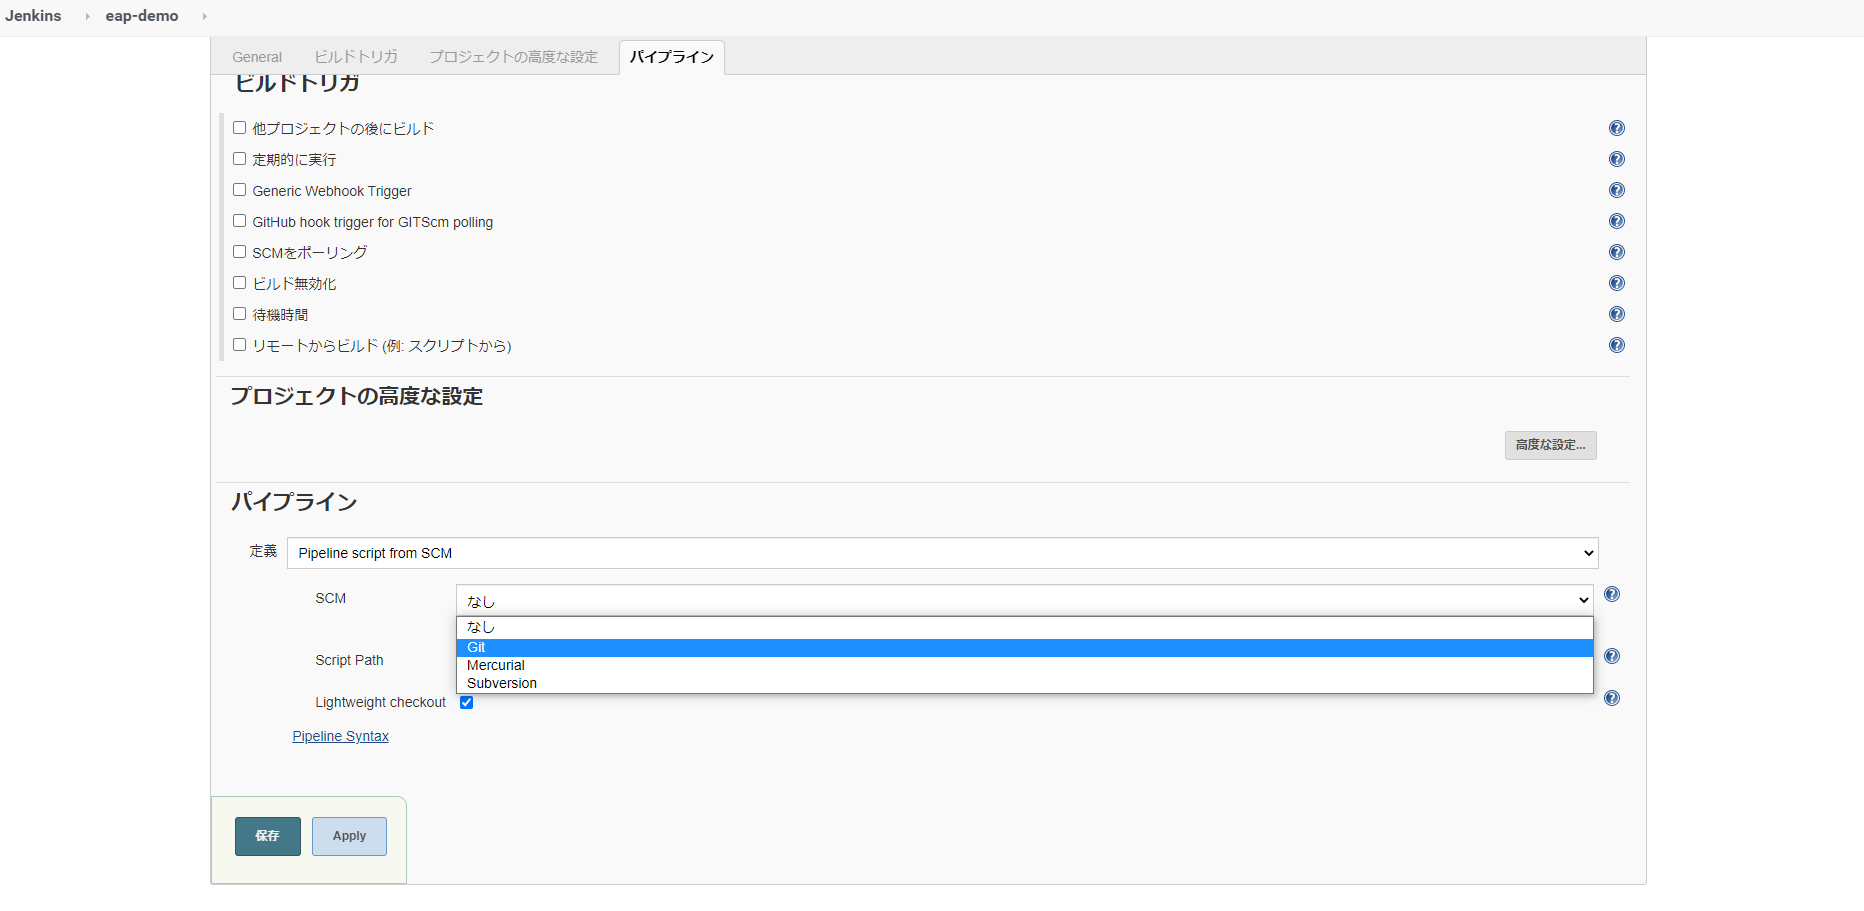 Jenkins eap-demo
General ビルドトリガ プロジェクトの高度な設定 パイプライン
ビルドトリガ
他プロジェクトの後にビルド
定期的に実行
Generic Webhook Trigger
GitHub hook trigger for GITScm polling
SCMをポーリング
ビルド無効化
待機時間
リモートからビルド (例: スクリプトから)
プロジェクトの高度な設定
高度な設定...
パイプライン
定義 Pipeline script from SCM
SCM なし
なし
Git
Script Path
Mercurial
Subversion
Lightweight checkout
Pipeline Syntax
保存 Apply